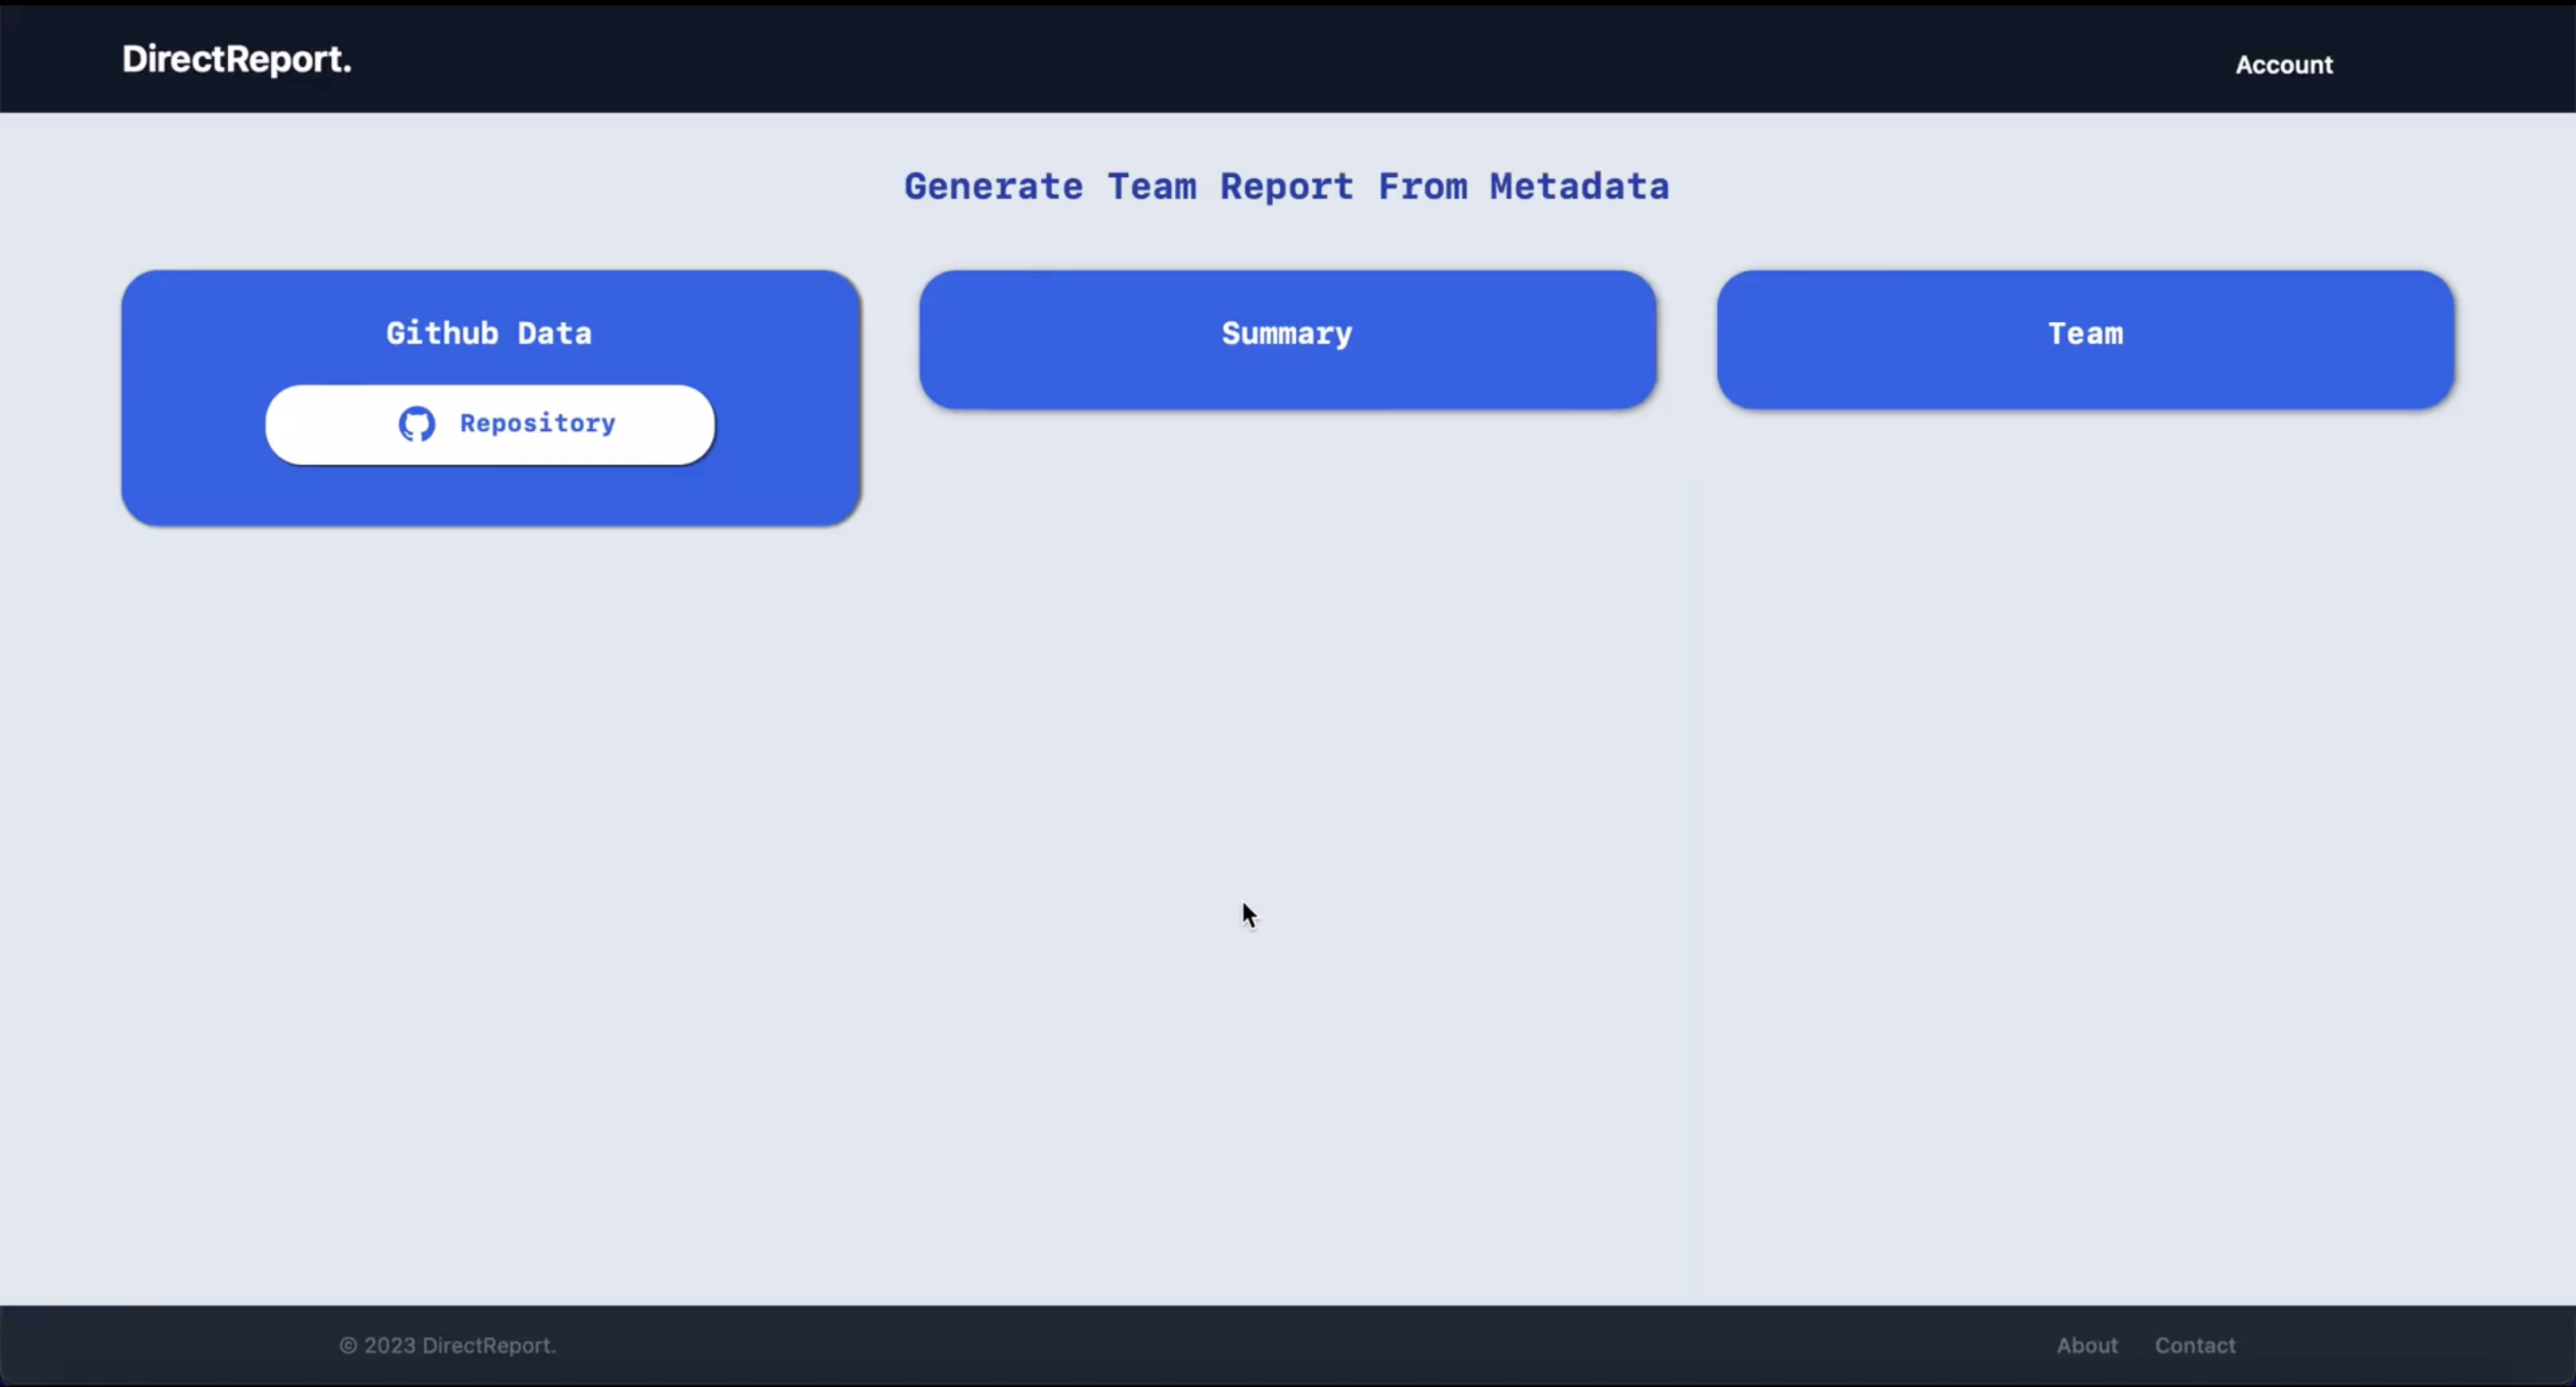 DirectReport.
Account
Generate Team Report From Metadata
Github Data
Repository
Summary
Team
© 2023 DirectReport.
About
Contact